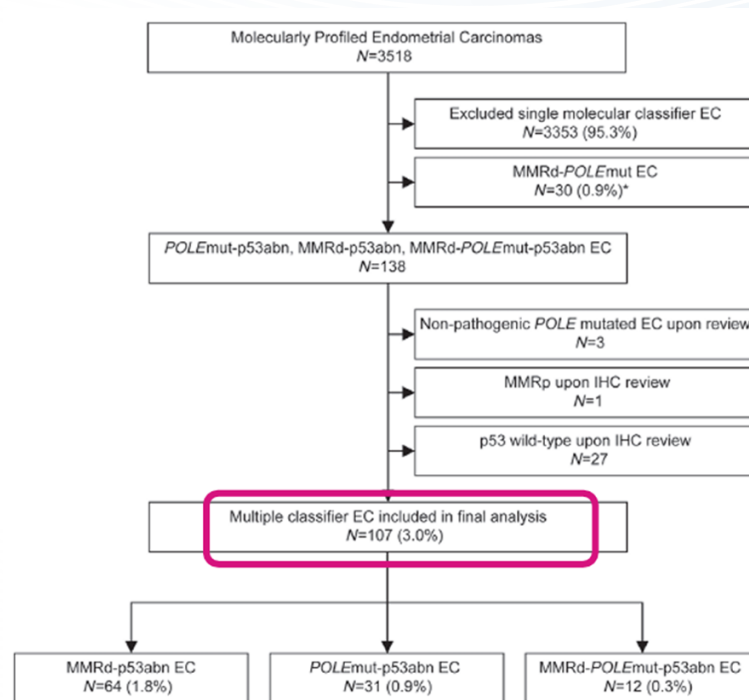 Molecularly Profiled Endometrial Carcinomas
N=3518
Excluded single molecular classifier EC
N=3353 (95.3%)
MMRd-POLEmut EC
N=30 (0.9%)*
POLEmut-p53abn, MMRd-p53abn, MMRd-POLEmut-p53abn EC
N=138
Non-pathogenic POLE mutated EC upon review
N=3
MMRp upon IHC review
N=1
p53 wild-type upon IHC review
N=27
Multiple classifier EC included in final analysis
N=107 (3.0%)
MMRd-p53abn EC
N=64 (1.8%)
POLEmut-p53abn EC
N=31 (0.9%)
MMRd-POLEmut-p53abn EC
N=12 (0.3%)